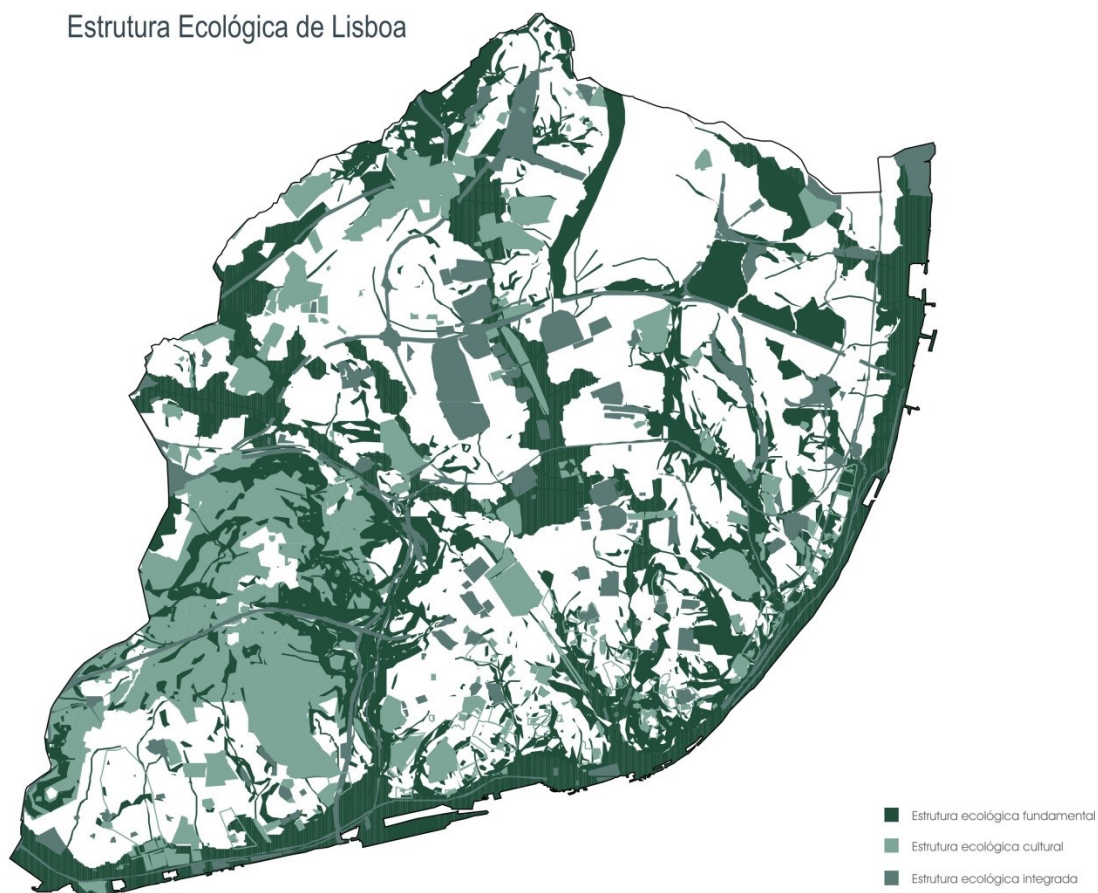 Estrutura Ecológica de Lisboa
Estrutura ecológica fundamental
Estrutura ecológica cultural
Estrutura ecológica integrada